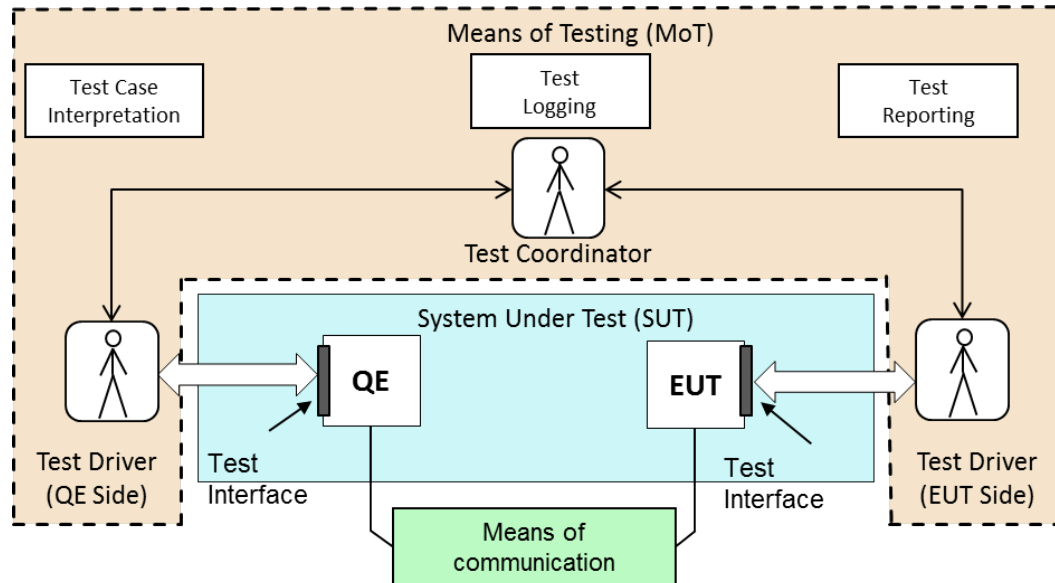 Means of Testing (MoT)
Test Case
Interpretation
Test
Logging
Test
Reporting
Test Coordinator
System Under Test (SUT)
QE
EUT
Test Driver
(QE Side)
Test
Interface
Test
Interface
Test Driver
(EUT Side)
Means of
communication